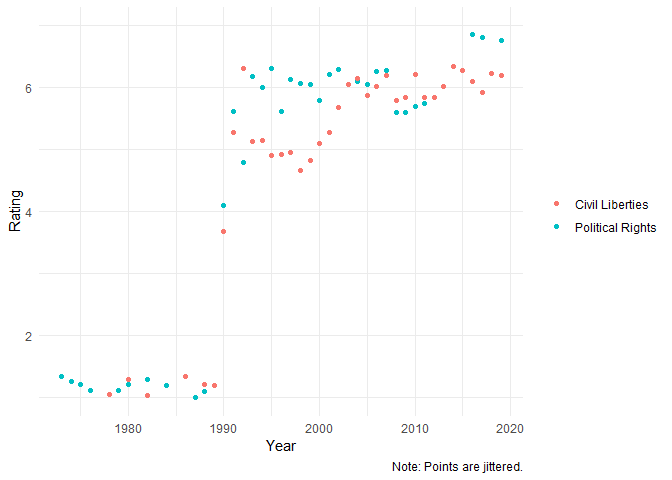 6
4
2
Rating
1980 1990 2000 2010 2020
Year
Civil Liberties
Political Rights
Note: Points are jittered.